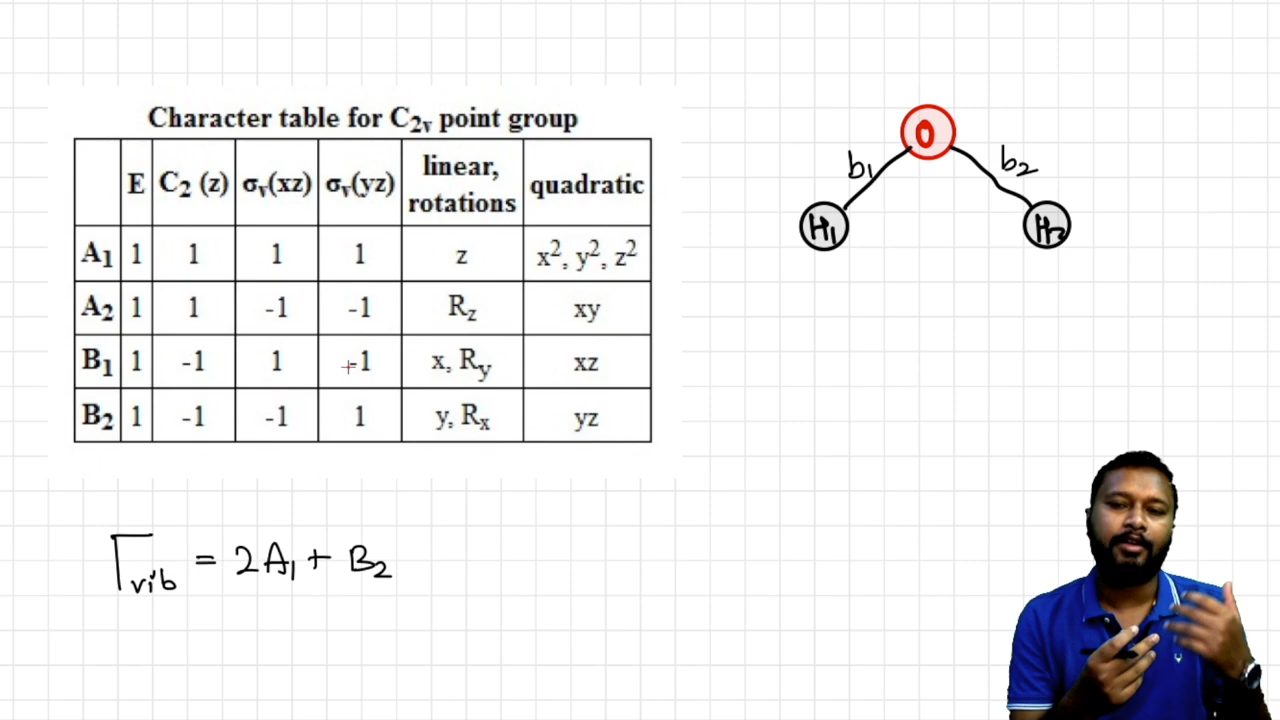 Character table for C₂ᵥ point group
E C₂ (z) σᵥ(xz) σᵥ(yz) linear, rotations quadratic
A₁ 1 1 1 1 z x², y², z²
A₂ 1 1 -1 -1 R_z xy
B₁ 1 -1 1 -1 x, R_y xz
B₂ 1 -1 -1 1 y, Rₓ yz
O
b₁ b₂
H₁ H₂
Γvib = 2A₁ + B₂